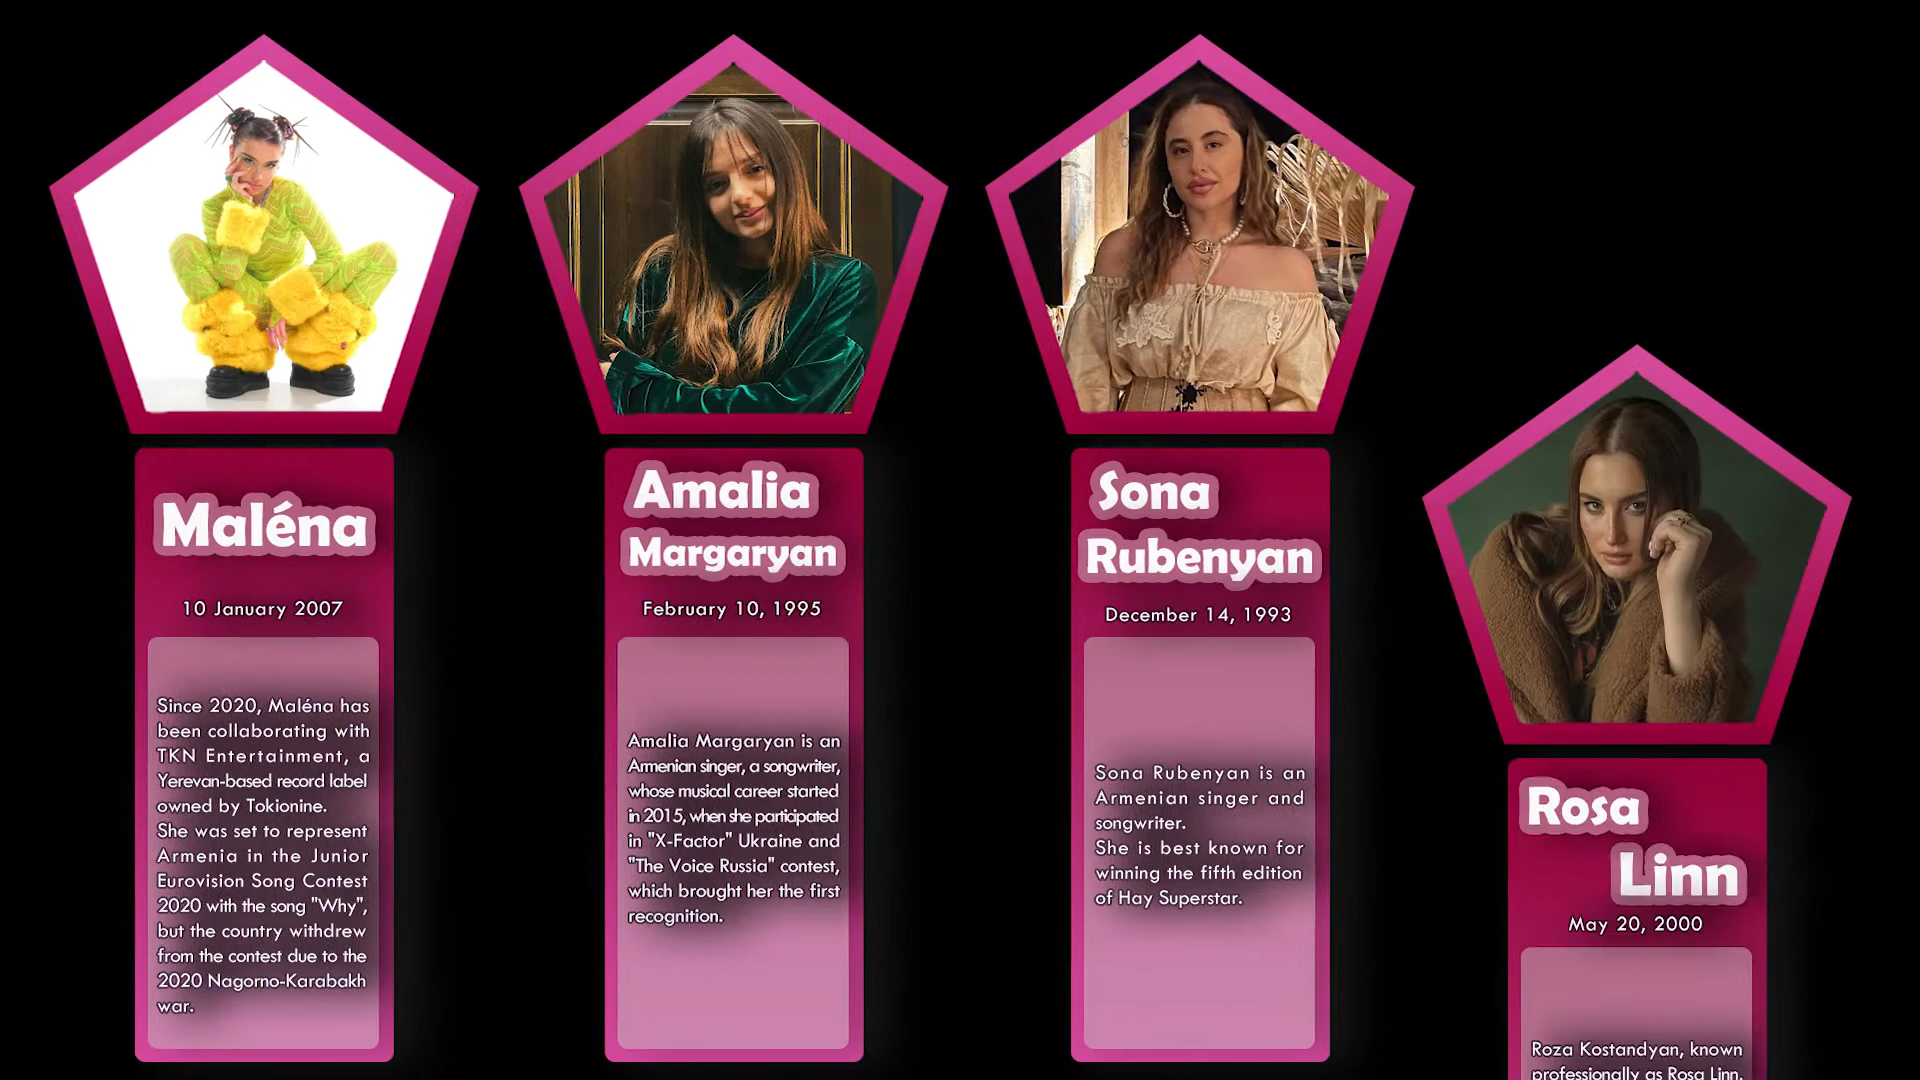 Maléna
10 January 2007
Since 2020, Maléna has
been collaborating with
TKN Entertainment, a
Yerevan-based record label
owned by Tokionine.
She was set to represent
Armenia in the Junior
Eurovision Song Contest
2020 with the song "Why",
but the country withdrew
from the contest due to the
2020 Nagorno-Karabakh
war.
Amalia
Margaryan
February 10, 1995
Amalia Margaryan is an
Armenian singer, a songwriter,
whose musical career started
in 2015, when she participated
in "X-Factor" Ukraine and
"The Voice Russia" contest,
which brought her the first
recognition.
Sona
Rubenyan
December 14, 1993
Sona Rubenyan is an
Armenian singer and
songwriter.
She is best known for
winning the fifth edition
of Hay Superstar.
Rosa
Linn
May 20, 2000
Roza Kostandyan, known
professionally as Rosa Linn,